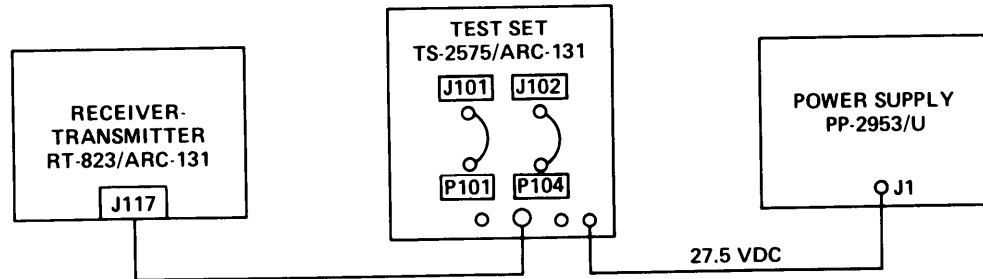 RECEIVER-
TRANSMITTER
RT-823/ARC-131
J117
TEST SET
TS-2575/ARC-131
J101 J102
P101 P104
POWER SUPPLY
PP-2953/U
J1
27.5 VDC